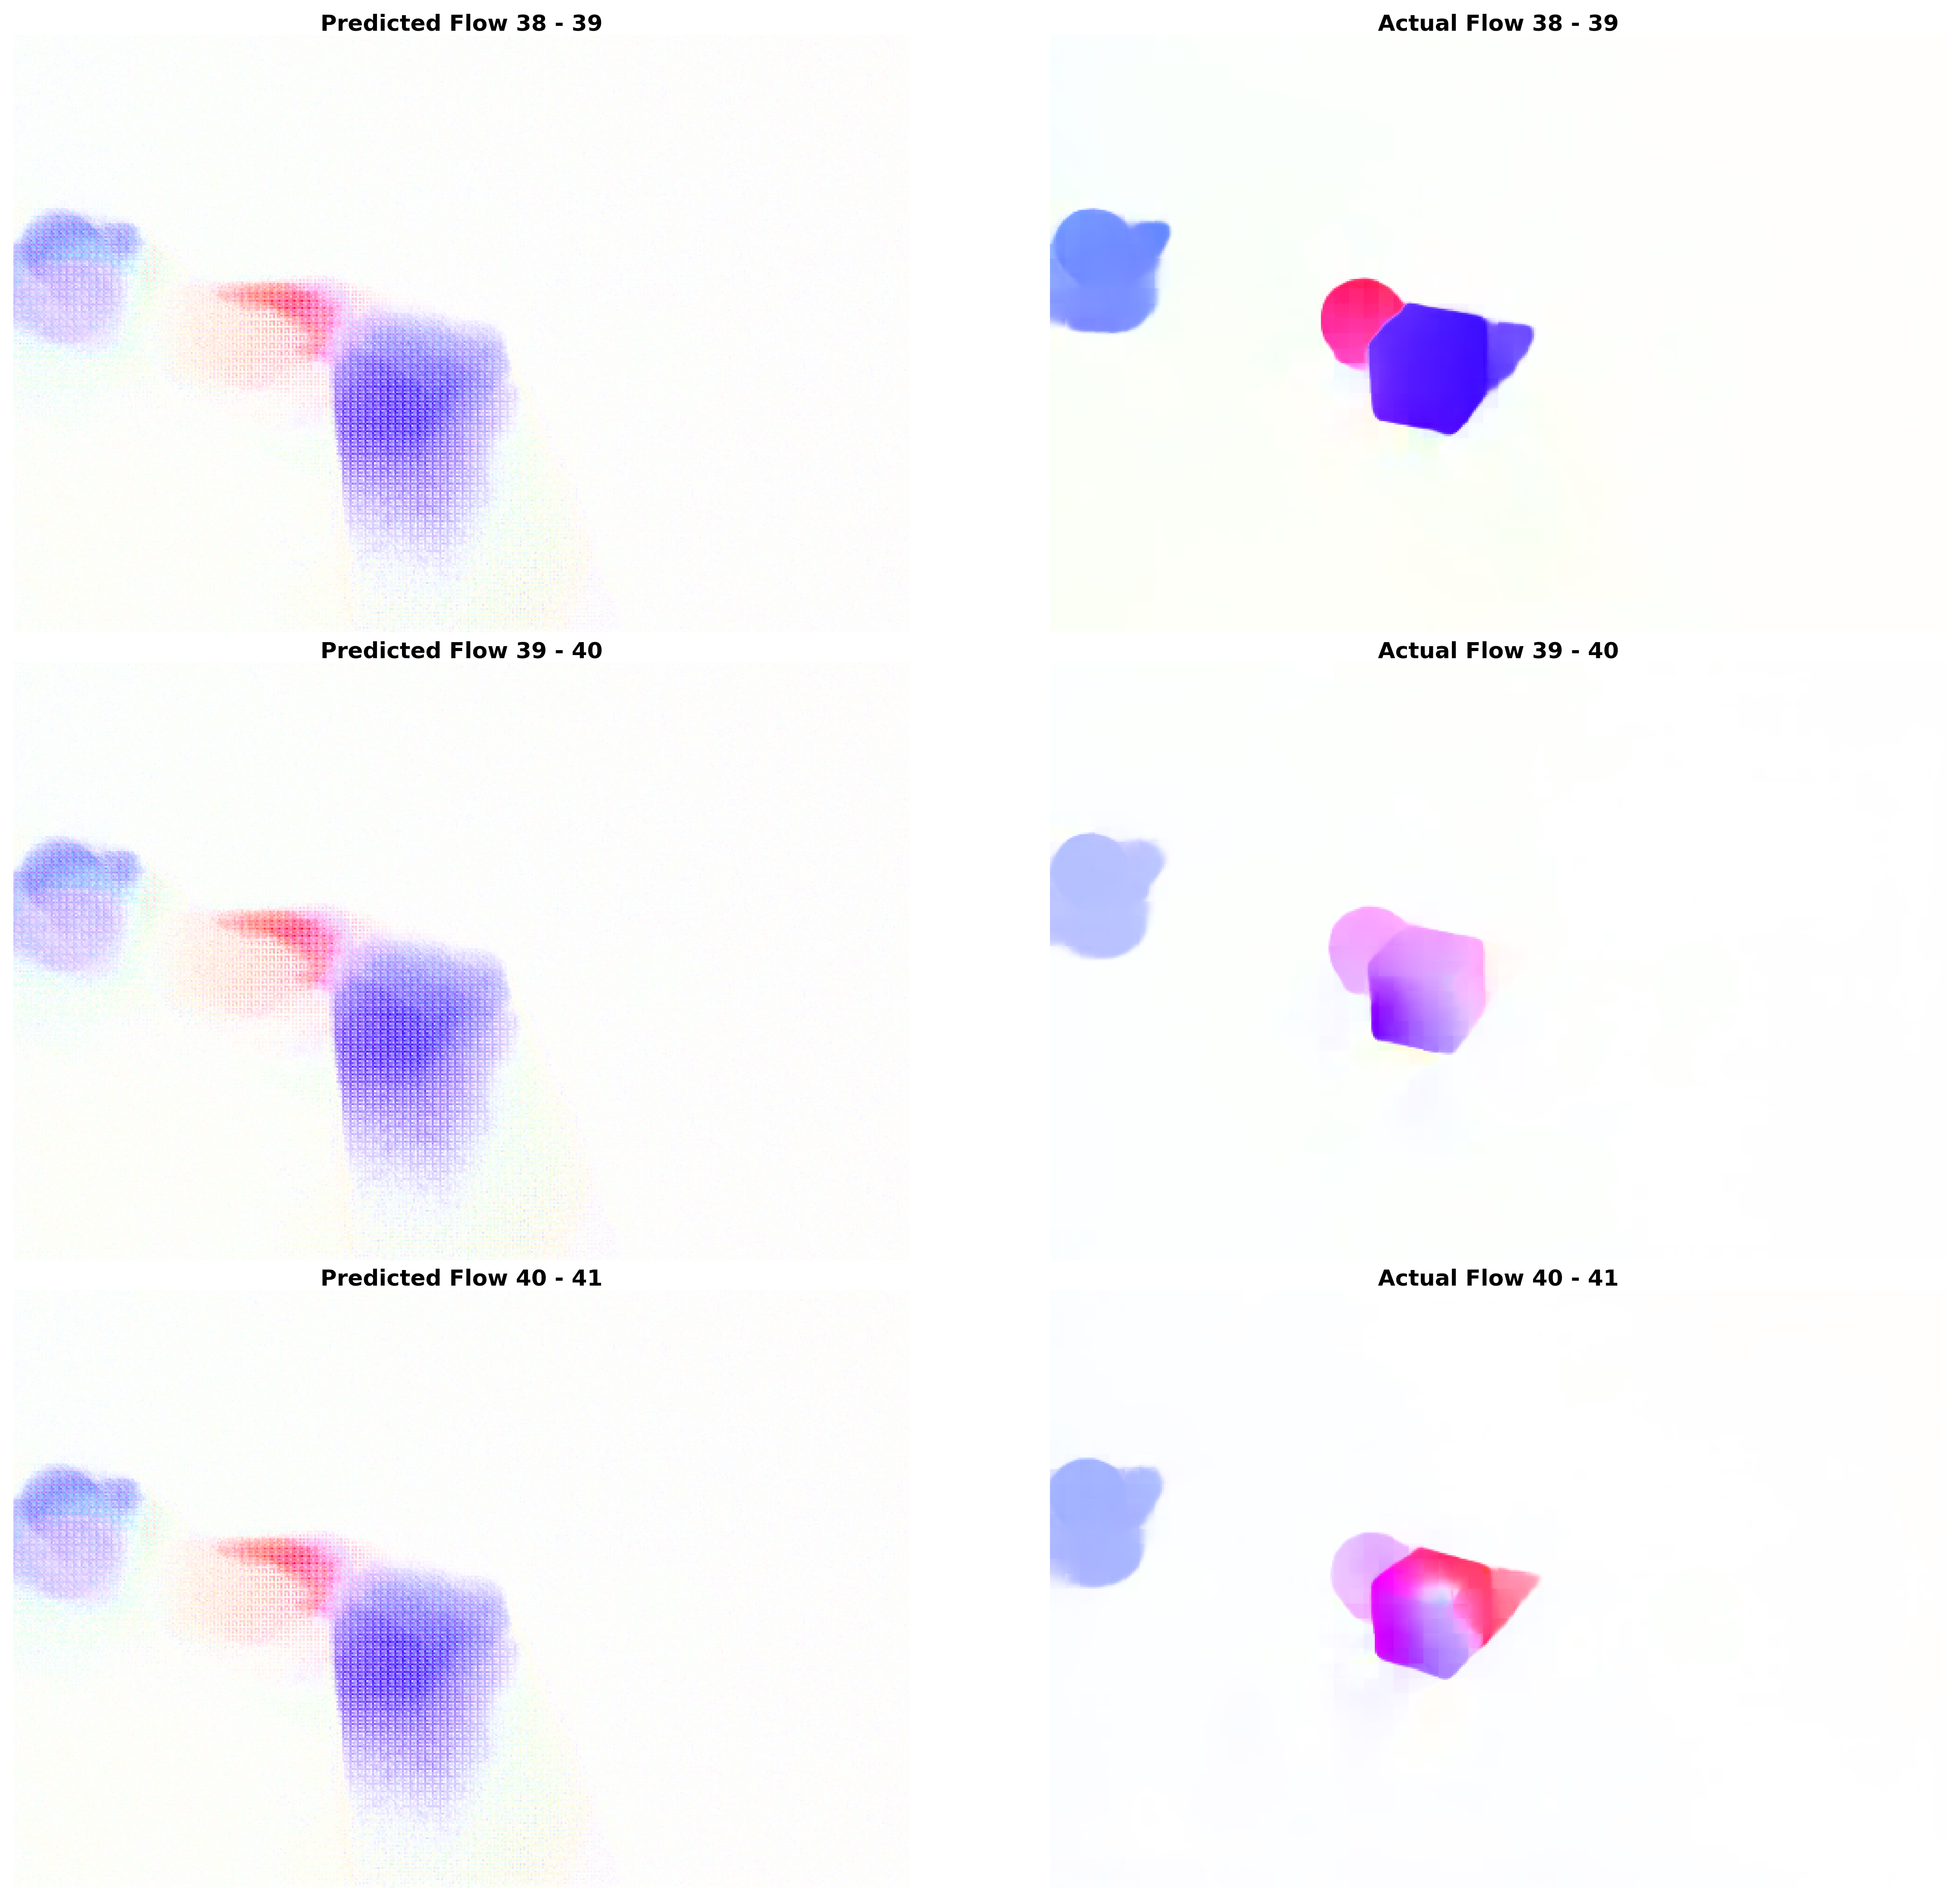 Predicted Flow 38 - 39
Actual Flow 38 - 39
Predicted Flow 39 - 40
Actual Flow 39 - 40
Predicted Flow 40 - 41
Actual Flow 40 - 41